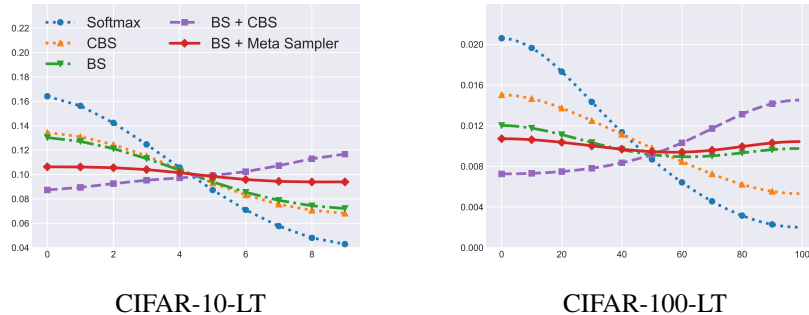 Softmax
CBS
BS
BS + CBS
BS + Meta Sampler
0.22
0.20
0.18
0.16
0.14
0.12
0.10
0.08
0.06
0.04
0 2 4 6 8
0.020
0.016
0.012
0.008
0.004
0.000
0 20 40 60 80 100
CIFAR-10-LT
CIFAR-100-LT